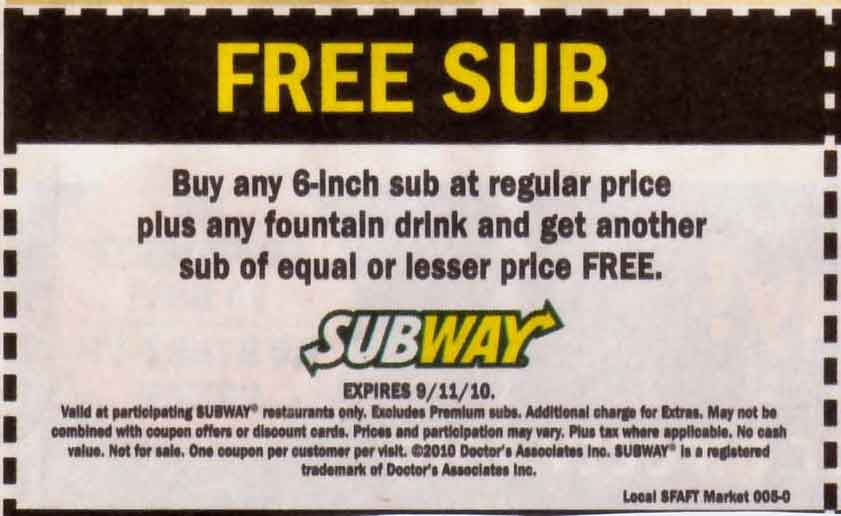 FREE SUB
Buy any 6-inch sub at regular price
plus any fountain drink and get another
sub of equal or lesser price FREE.
SUBWAY
EXPIRES 9/11/10.
Valid at participating SUBWAY® restaurants only. Excludes Premium subs. Additional charge for Extras. May not be
combined with coupon offers or discount cards. Prices and participation may vary. Plus tax where applicable. No cash
value. Not for sale. One coupon per customer per visit. ©2010 Doctor's Associates Inc. SUBWAY® is a registered
trademark of Doctor's Associates Inc.
Local SFAFT Market 005-0